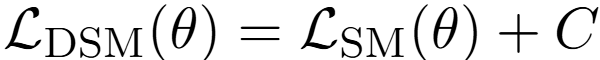 ℒ_DSM(θ) = ℒ_SM(θ) + C